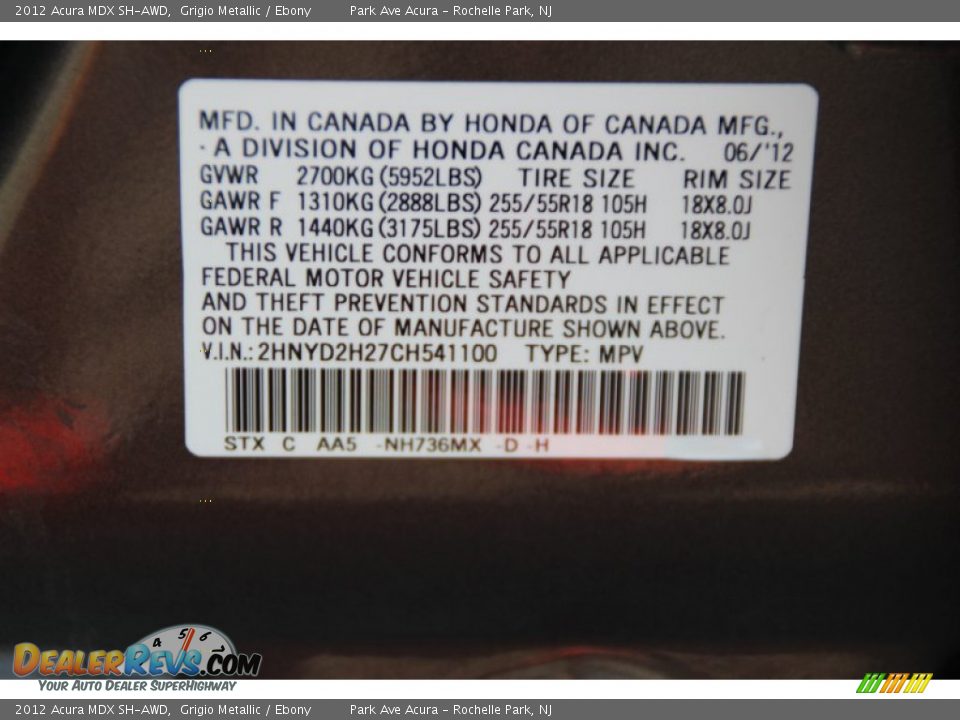 2012 Acura MDX SH-AWD, Grigio Metallic / Ebony Park Ave Acura - Rochelle Park, NJ
MFD. IN CANADA BY HONDA OF CANADA MFG.,
A DIVISION OF HONDA CANADA INC. 06/'12
GVWR 2700KG (5952LBS) TIRE SIZE RIM SIZE
GAWR F 1310KG (2888LBS) 255/55R18 105H 18X8.0J
GAWR R 1440KG (3175LBS) 255/55R18 105H 18X8.0J
THIS VEHICLE CONFORMS TO ALL APPLICABLE
FEDERAL MOTOR VEHICLE SAFETY
AND THEFT PREVENTION STANDARDS IN EFFECT
ON THE DATE OF MANUFACTURE SHOWN ABOVE.
V.I.N.: 2HNYD2H27CH541100 TYPE: MPV
STX C AA5 -NH736MX -D -H
4 5 6
DEALERREVS.COM
YOUR AUTO DEALER SUPERHIGHWAY
2012 Acura MDX SH-AWD, Grigio Metallic / Ebony Park Ave Acura - Rochelle Park, NJ